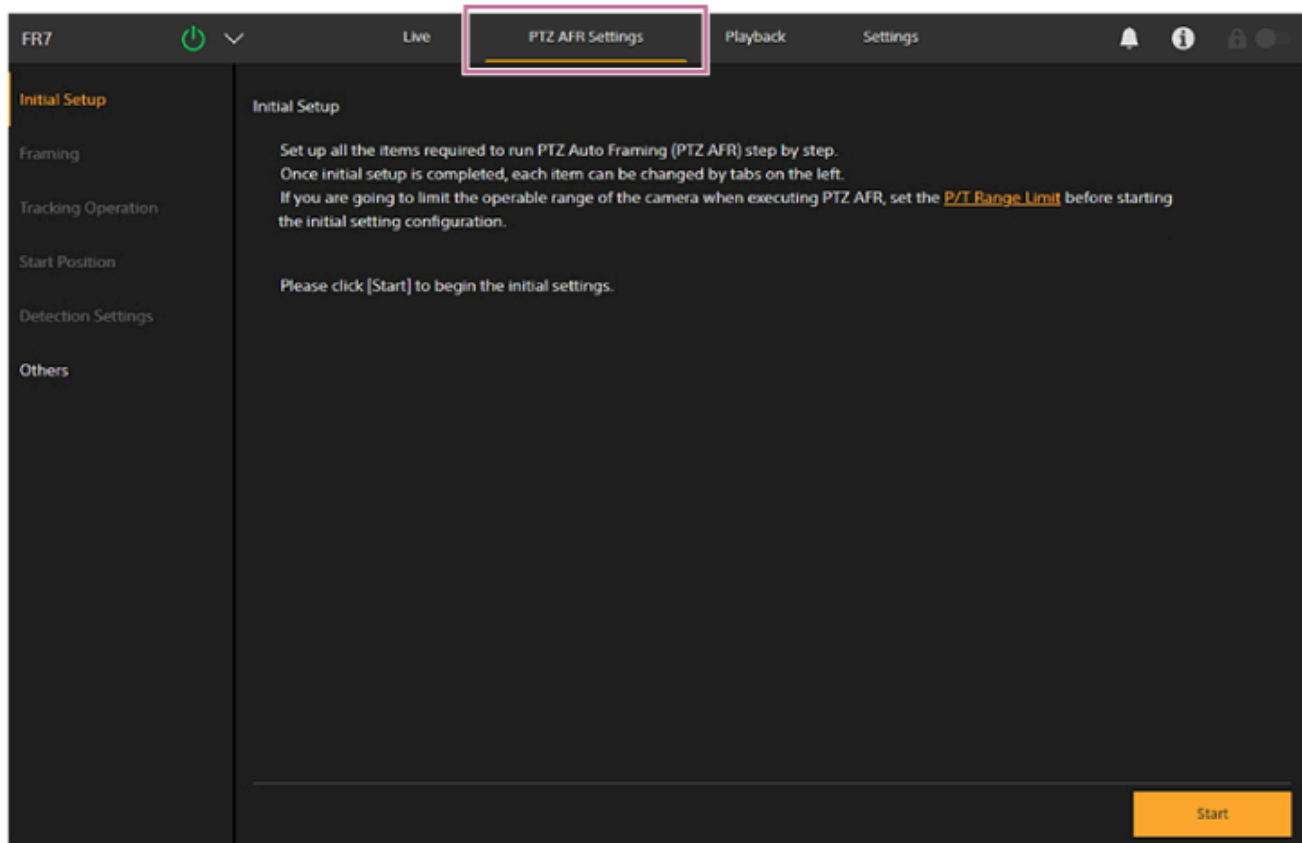 FR7 Live PTZ AFR Settings Playback Settings
Initial Setup
Framing
Tracking Operation
Start Position
Detection Settings
Others
Initial Setup
Set up all the items required to run PTZ Auto Framing (PTZ AFR) step by step.
Once initial setup is completed, each item can be changed by tabs on the left.
If you are going to limit the operable range of the camera when executing PTZ AFR, set the P/T Range Limit before starting
the initial setting configuration.
Please click [Start] to begin the initial settings.
Start